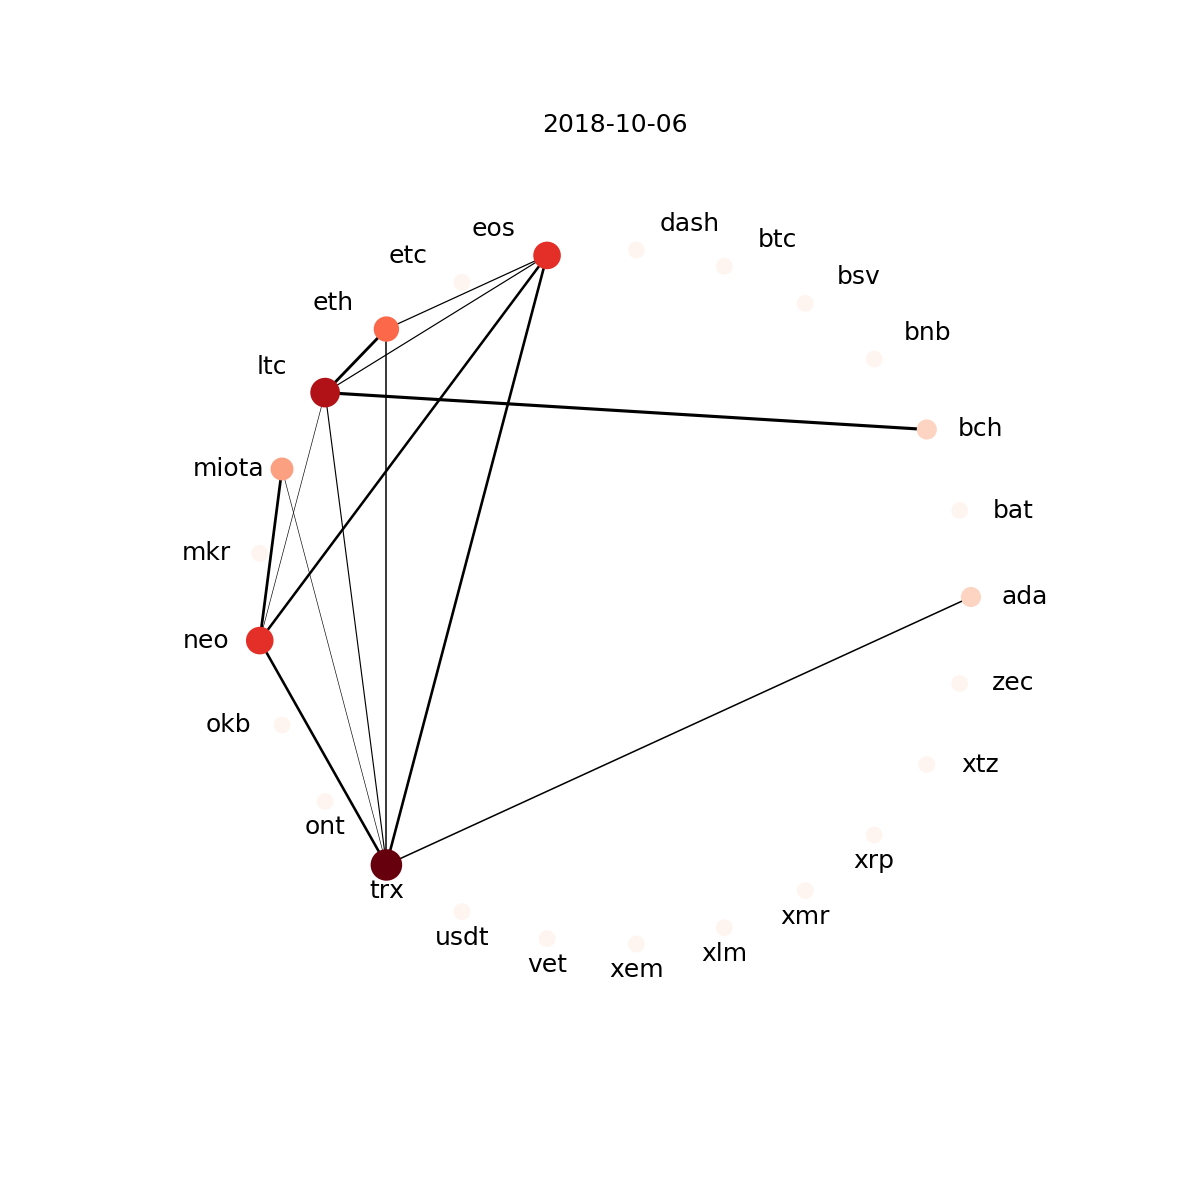 2018-10-06
dash
eos
btc
etc
bsv
eth
bnb
ltc
bch
miota
bat
mkr
ada
neo
zec
okb
xtz
ont
xrp
trx
xmr
usdt
xlm
vet
xem